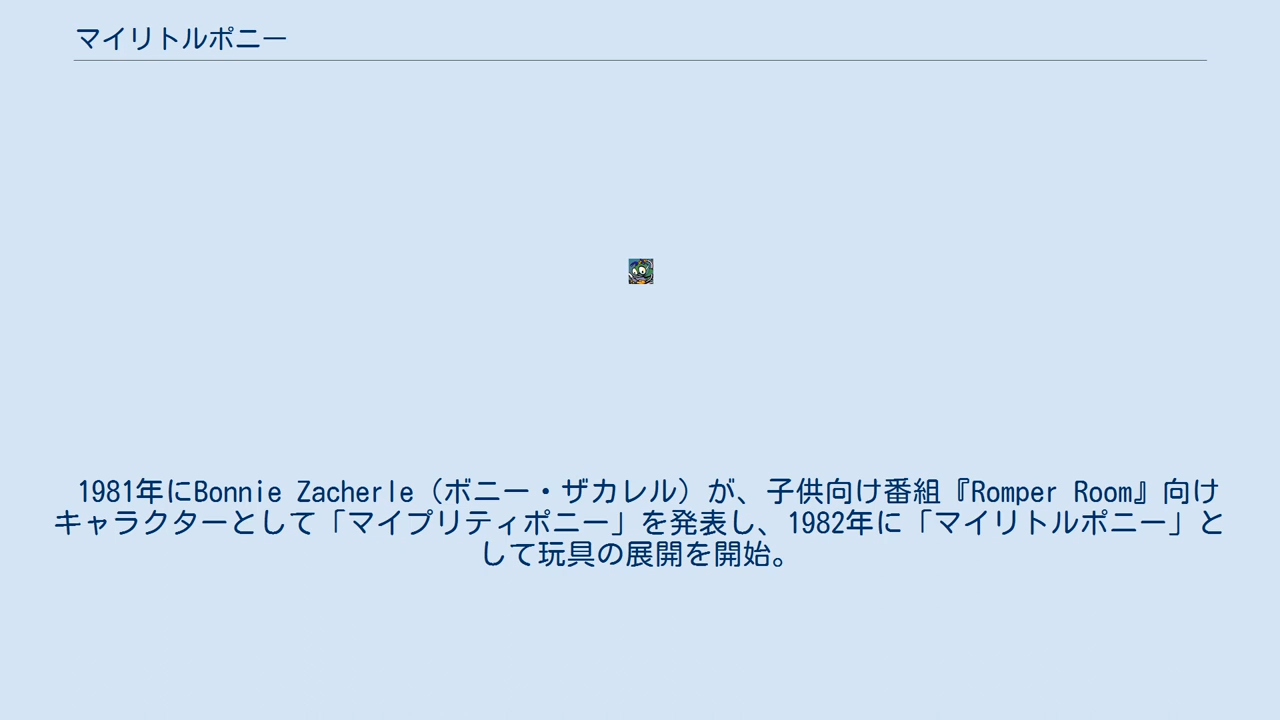 マイリトルポニー
1981年にBonnie Zacherle（ボニー・ザカレル）が、子供向け番組『Romper Room』向け
キャラクターとして「マイプリティポニー」を発表し、1982年に「マイリトルポニー」と
して玩具の展開を開始。